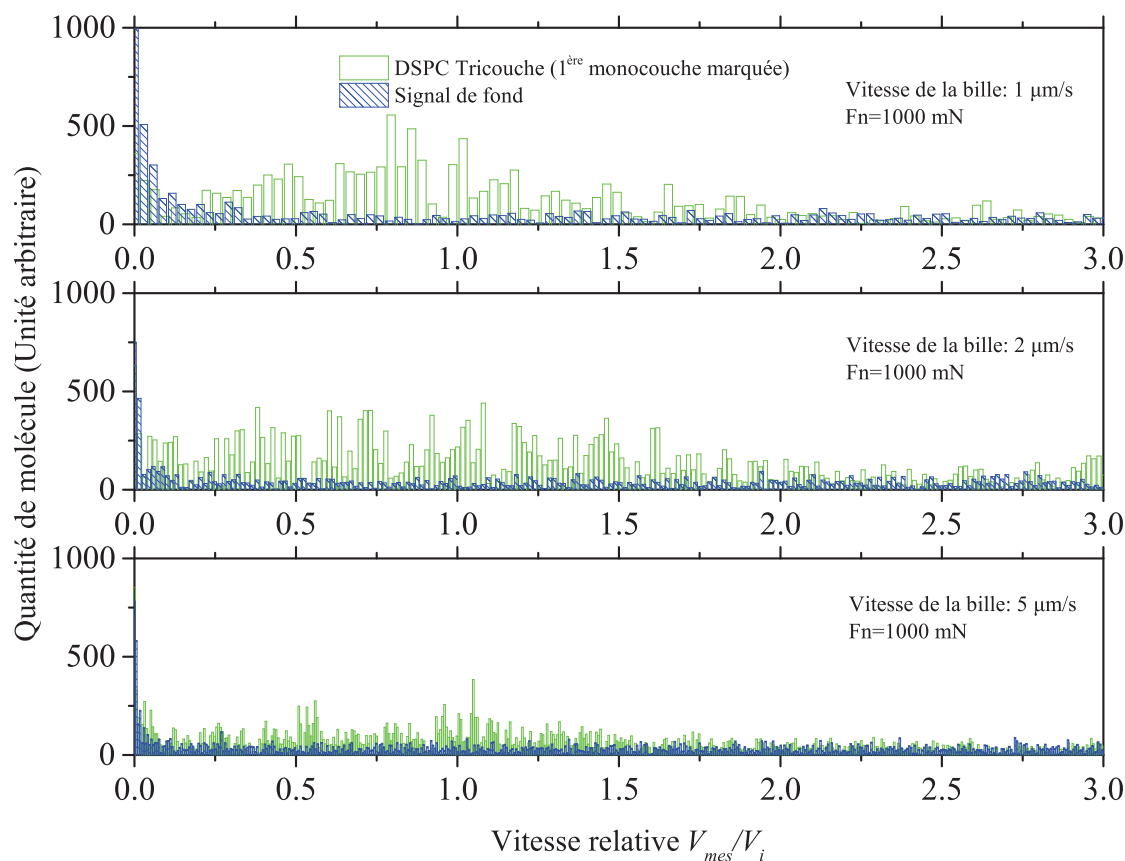 Quantité de molécule (Unité arbitraire)
1000
500
0
DSPC Tricouche (1ère monocouche marquée)
Signal de fond
Vitesse de la bille: 1 μm/s
Fn=1000 mN
0.0 0.5 1.0 1.5 2.0 2.5 3.0
1000
500
0
Vitesse de la bille: 2 μm/s
Fn=1000 mN
0.0 0.5 1.0 1.5 2.0 2.5 3.0
1000
500
0
Vitesse de la bille: 5 μm/s
Fn=1000 mN
0.0 0.5 1.0 1.5 2.0 2.5 3.0
Vitesse relative Vmes/Vi